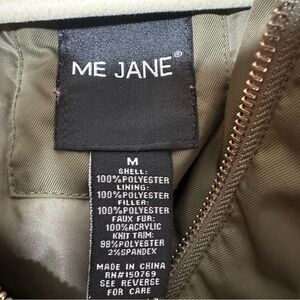 ME JANE®
M
SHELL:
100%POLYESTER
LINING:
100%POLYESTER
FILLER:
100%POLYESTER
FAUX FUR:
100%ACRYLIC
KNIT TRIM:
98%POLYESTER
2%SPANDEX
MADE IN CHINA
RN#150769
SEE REVERSE
FOR CARE